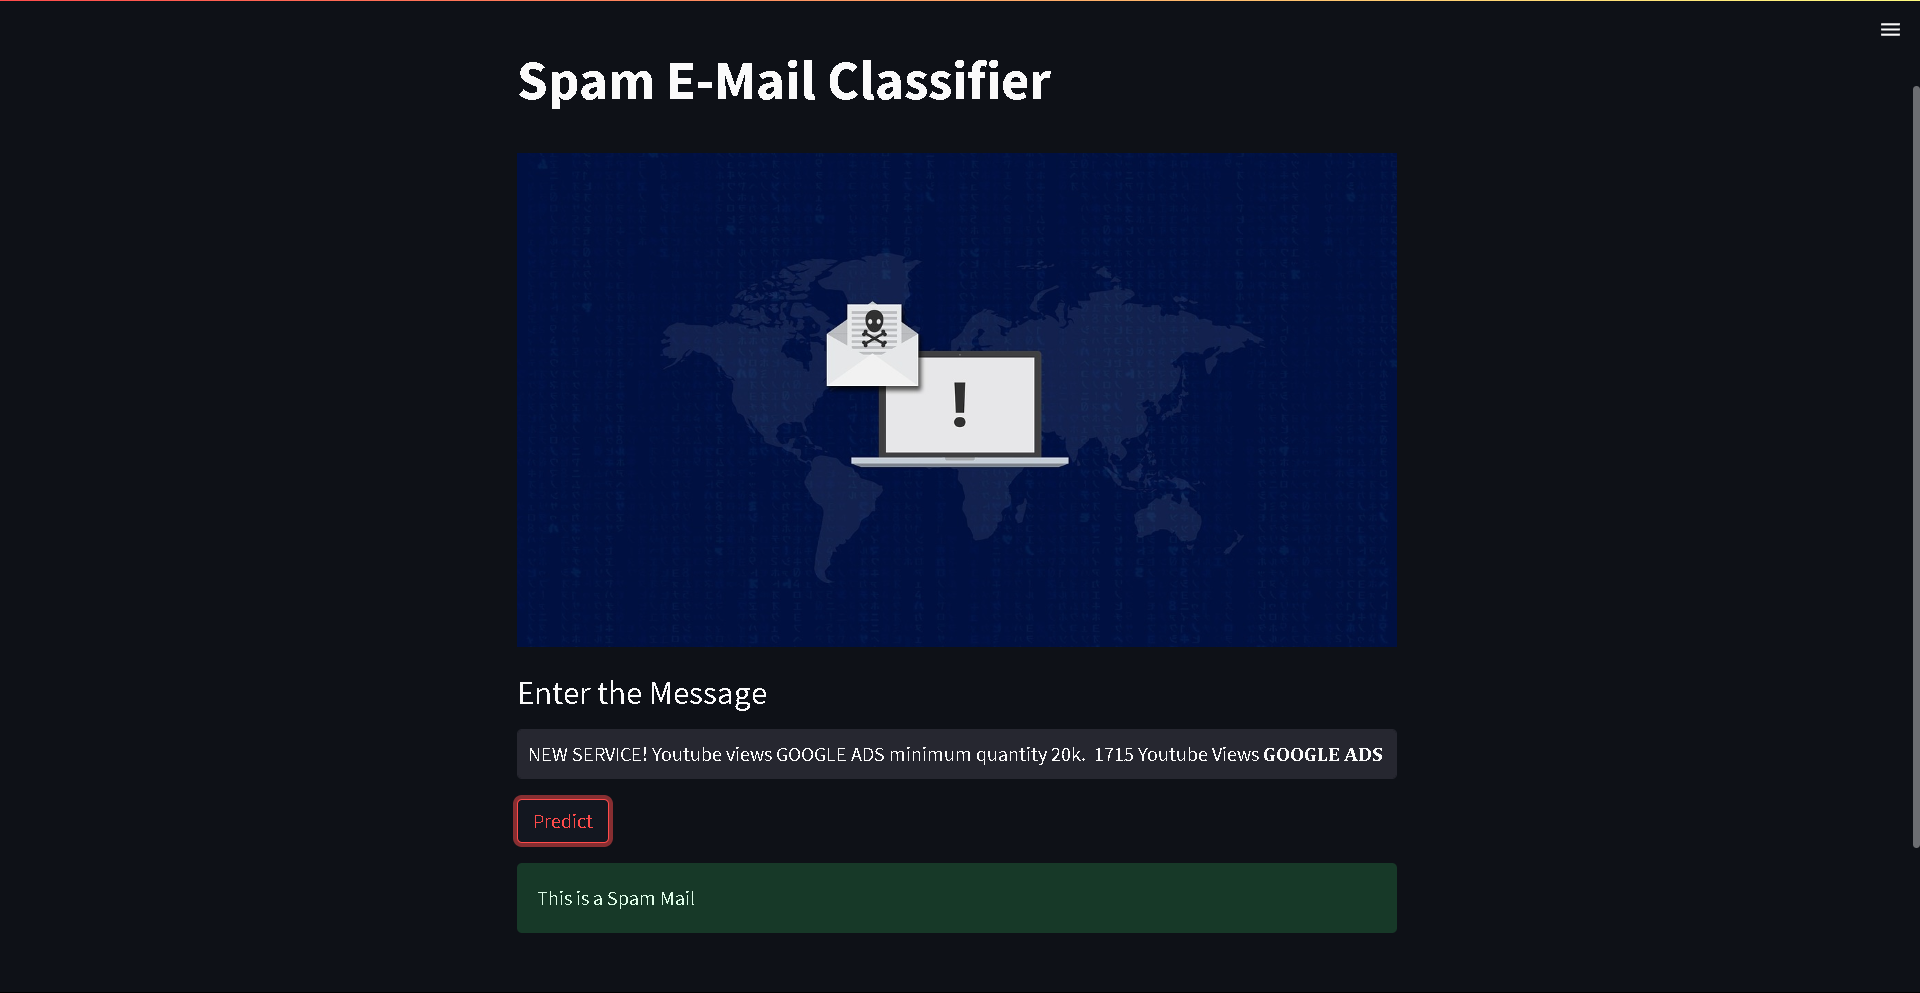 Spam E-Mail Classifier
!
Enter the Message
NEW SERVICE! Youtube views GOOGLE ADS minimum quantity 20k.  1715 Youtube Views 𝐆𝐎𝐎𝐆𝐋𝐄 𝐀𝐃𝐒
Predict
This is a Spam Mail